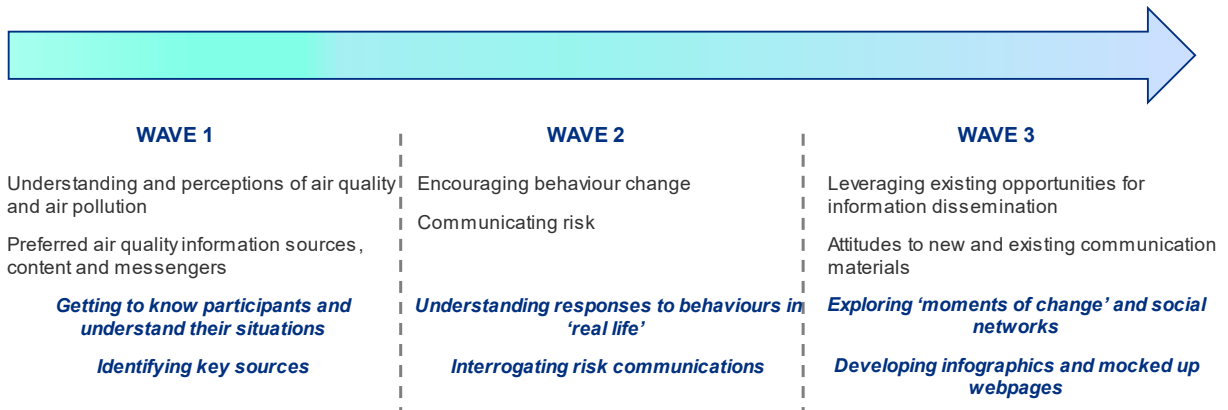 WAVE 1
Understanding and perceptions of air quality
and air pollution
Preferred air quality information sources,
content and messengers
Getting to know participants and
understand their situations
Identifying key sources
WAVE 2
Encouraging behaviour change
Communicating risk
Understanding responses to behaviours in
‘real life’
Interrogating risk communications
WAVE 3
Leveraging existing opportunities for
information dissemination
Attitudes to new and existing communication
materials
Exploring ‘moments of change’ and social
networks
Developing infographics and mocked up
webpages